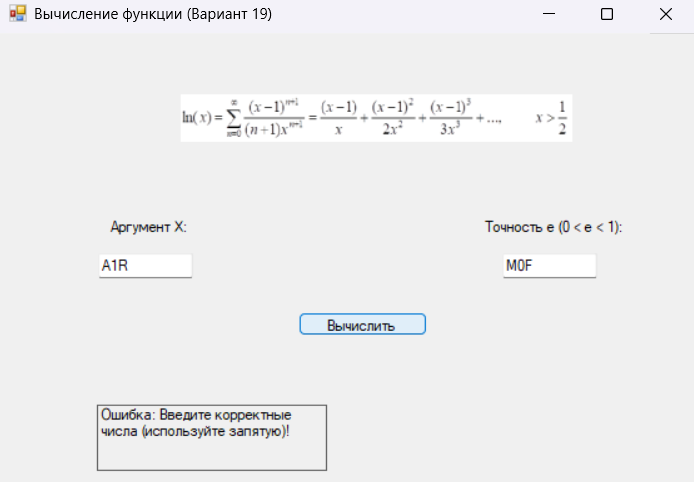 Вычисление функции (Вариант 19)
ln(x) = ∑_{n=0}^{∞} (x−1)^{n+1} / ((n+1)x^{n+1}) = (x−1)/x + (x−1)²/2x² + (x−1)³/3x³ + ..., x > 1/2
Аргумент X: Точность e (0 < e < 1):
A1R M0F
Вычислить
Ошибка: Введите корректные
числа (используйте запятую)!